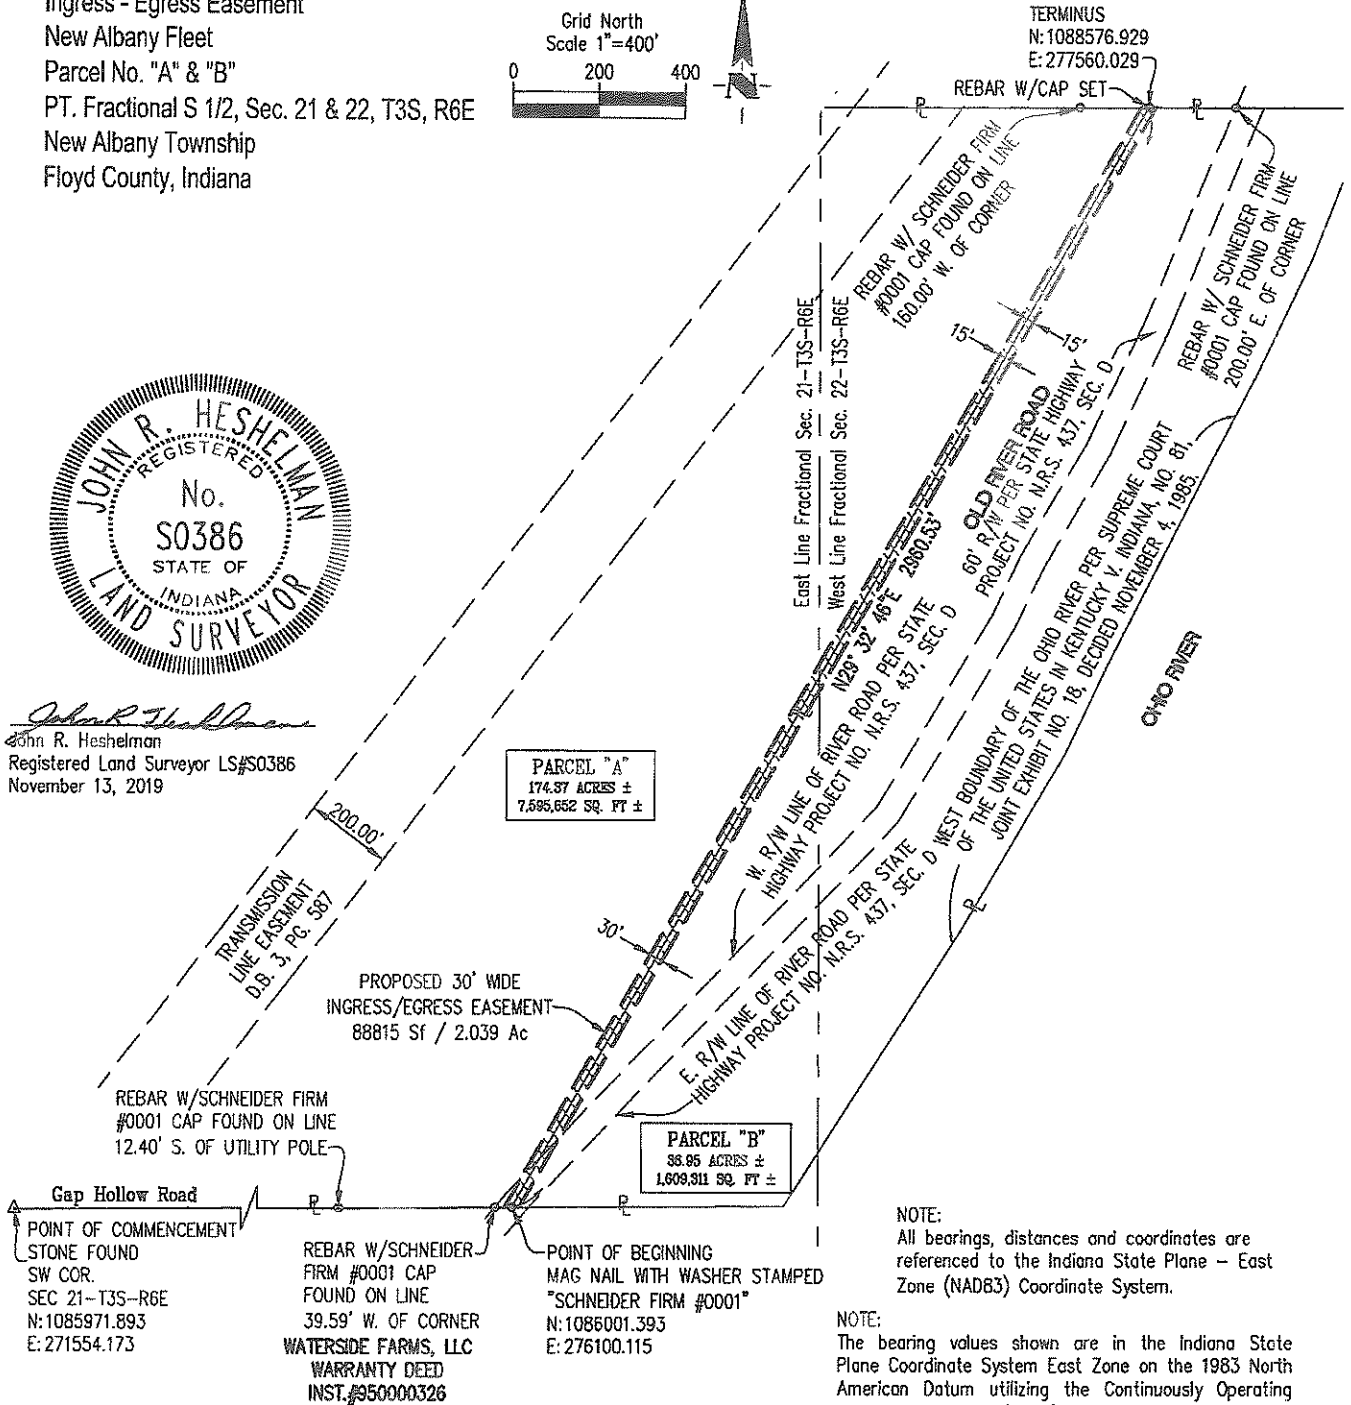 Ingress - Egress Easement
New Albany Fleet
Parcel No. "A" & "B"
PT. Fractional S 1/2, Sec. 21 & 22, T3S, R6E
New Albany Township
Floyd County, Indiana
Grid North
Scale 1"=400'
0 200 400
N
TERMINUS
N:1088576.929
E:277560.029
REBAR W/CAP SET
PL
PL
REBAR W/ SCHNEIDER FIRM
#0001 CAP FOUND ON LINE
160.00' W. OF CORNER
REBAR W/ SCHNEIDER FIRM
#0001 CAP FOUND ON LINE
200.00' E. OF CORNER
East Line Fractional Sec. 21-T3S-R6E
West Line Fractional Sec. 22-T3S-R6E
15'
15'
OLD RIVER ROAD
60' R/W PER STATE HIGHWAY
PROJECT NO. N.R.S. 437, SEC. D
N29° 32' 46"E 2960.53'
JOHN R. HESHELMAN
REGISTERED
No.
S0386
STATE OF
INDIANA
LAND SURVEYOR
John R. Heshelman
John R. Heshelman
Registered Land Surveyor LS#S0386
November 13, 2019
PARCEL "A"
174.37 ACRES ±
7,595,652 SQ. FT ±
W. R/W LINE OF RIVER ROAD PER STATE
HIGHWAY PROJECT NO. N.R.S. 437, SEC. D
E. R/W LINE OF RIVER ROAD PER STATE
HIGHWAY PROJECT NO. N.R.S. 437, SEC. D
WEST BOUNDARY OF THE OHIO RIVER PER SUPREME COURT
OF THE UNITED STATES IN KENTUCKY V. INDIANA, NO. 81,
JOINT EXHIBIT NO. 18, DECIDED NOVEMBER 4, 1985.
OHIO RIVER
PL
200.00'
TRANSMISSION
LINE EASEMENT
D.B. 3, PG. 587
30'
PROPOSED 30' WIDE
INGRESS/EGRESS EASEMENT
88815 Sf / 2.039 Ac
REBAR W/SCHNEIDER FIRM
#0001 CAP FOUND ON LINE
12.40' S. OF UTILITY POLE
PARCEL "B"
36.95 ACRES ±
1,609,311 SQ. FT ±
Gap Hollow Road
PL
PL
POINT OF COMMENCEMENT
STONE FOUND
SW COR.
SEC 21-T3S-R6E
N:1085971.893
E:271554.173
REBAR W/SCHNEIDER
FIRM #0001 CAP
FOUND ON LINE
39.59' W. OF CORNER
WATERSIDE FARMS, LLC
WARRANTY DEED
INST.#950000326
POINT OF BEGINNING
MAG NAIL WITH WASHER STAMPED
"SCHNEIDER FIRM #0001"
N:1086001.393
E:276100.115
NOTE:
All bearings, distances and coordinates are
referenced to the Indiana State Plane - East
Zone (NAD83) Coordinate System.
NOTE:
The bearing values shown are in the Indiana State
Plane Coordinate System East Zone on the 1983 North
American Datum utilizing the Continuously Operating